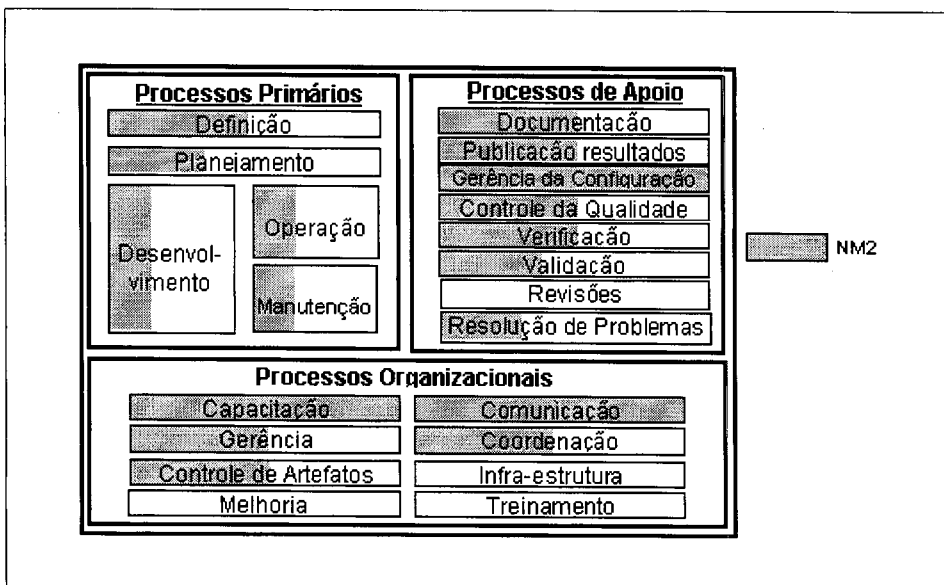 Processos Primários
Definição
Planejamento
Desenvol-
vimento
Operação
Manutenção
Processos de Apoio
Documentação
Publicação resultados
Gerência da Configuração
Controle da Qualidade
Verificação
Validação
Revisões
Resolução de Problemas
NM2
Processos Organizacionais
Capacitação
Comunicação
Gerência
Coordenação
Controle de Artefatos
Infra-estrutura
Melhoria
Treinamento